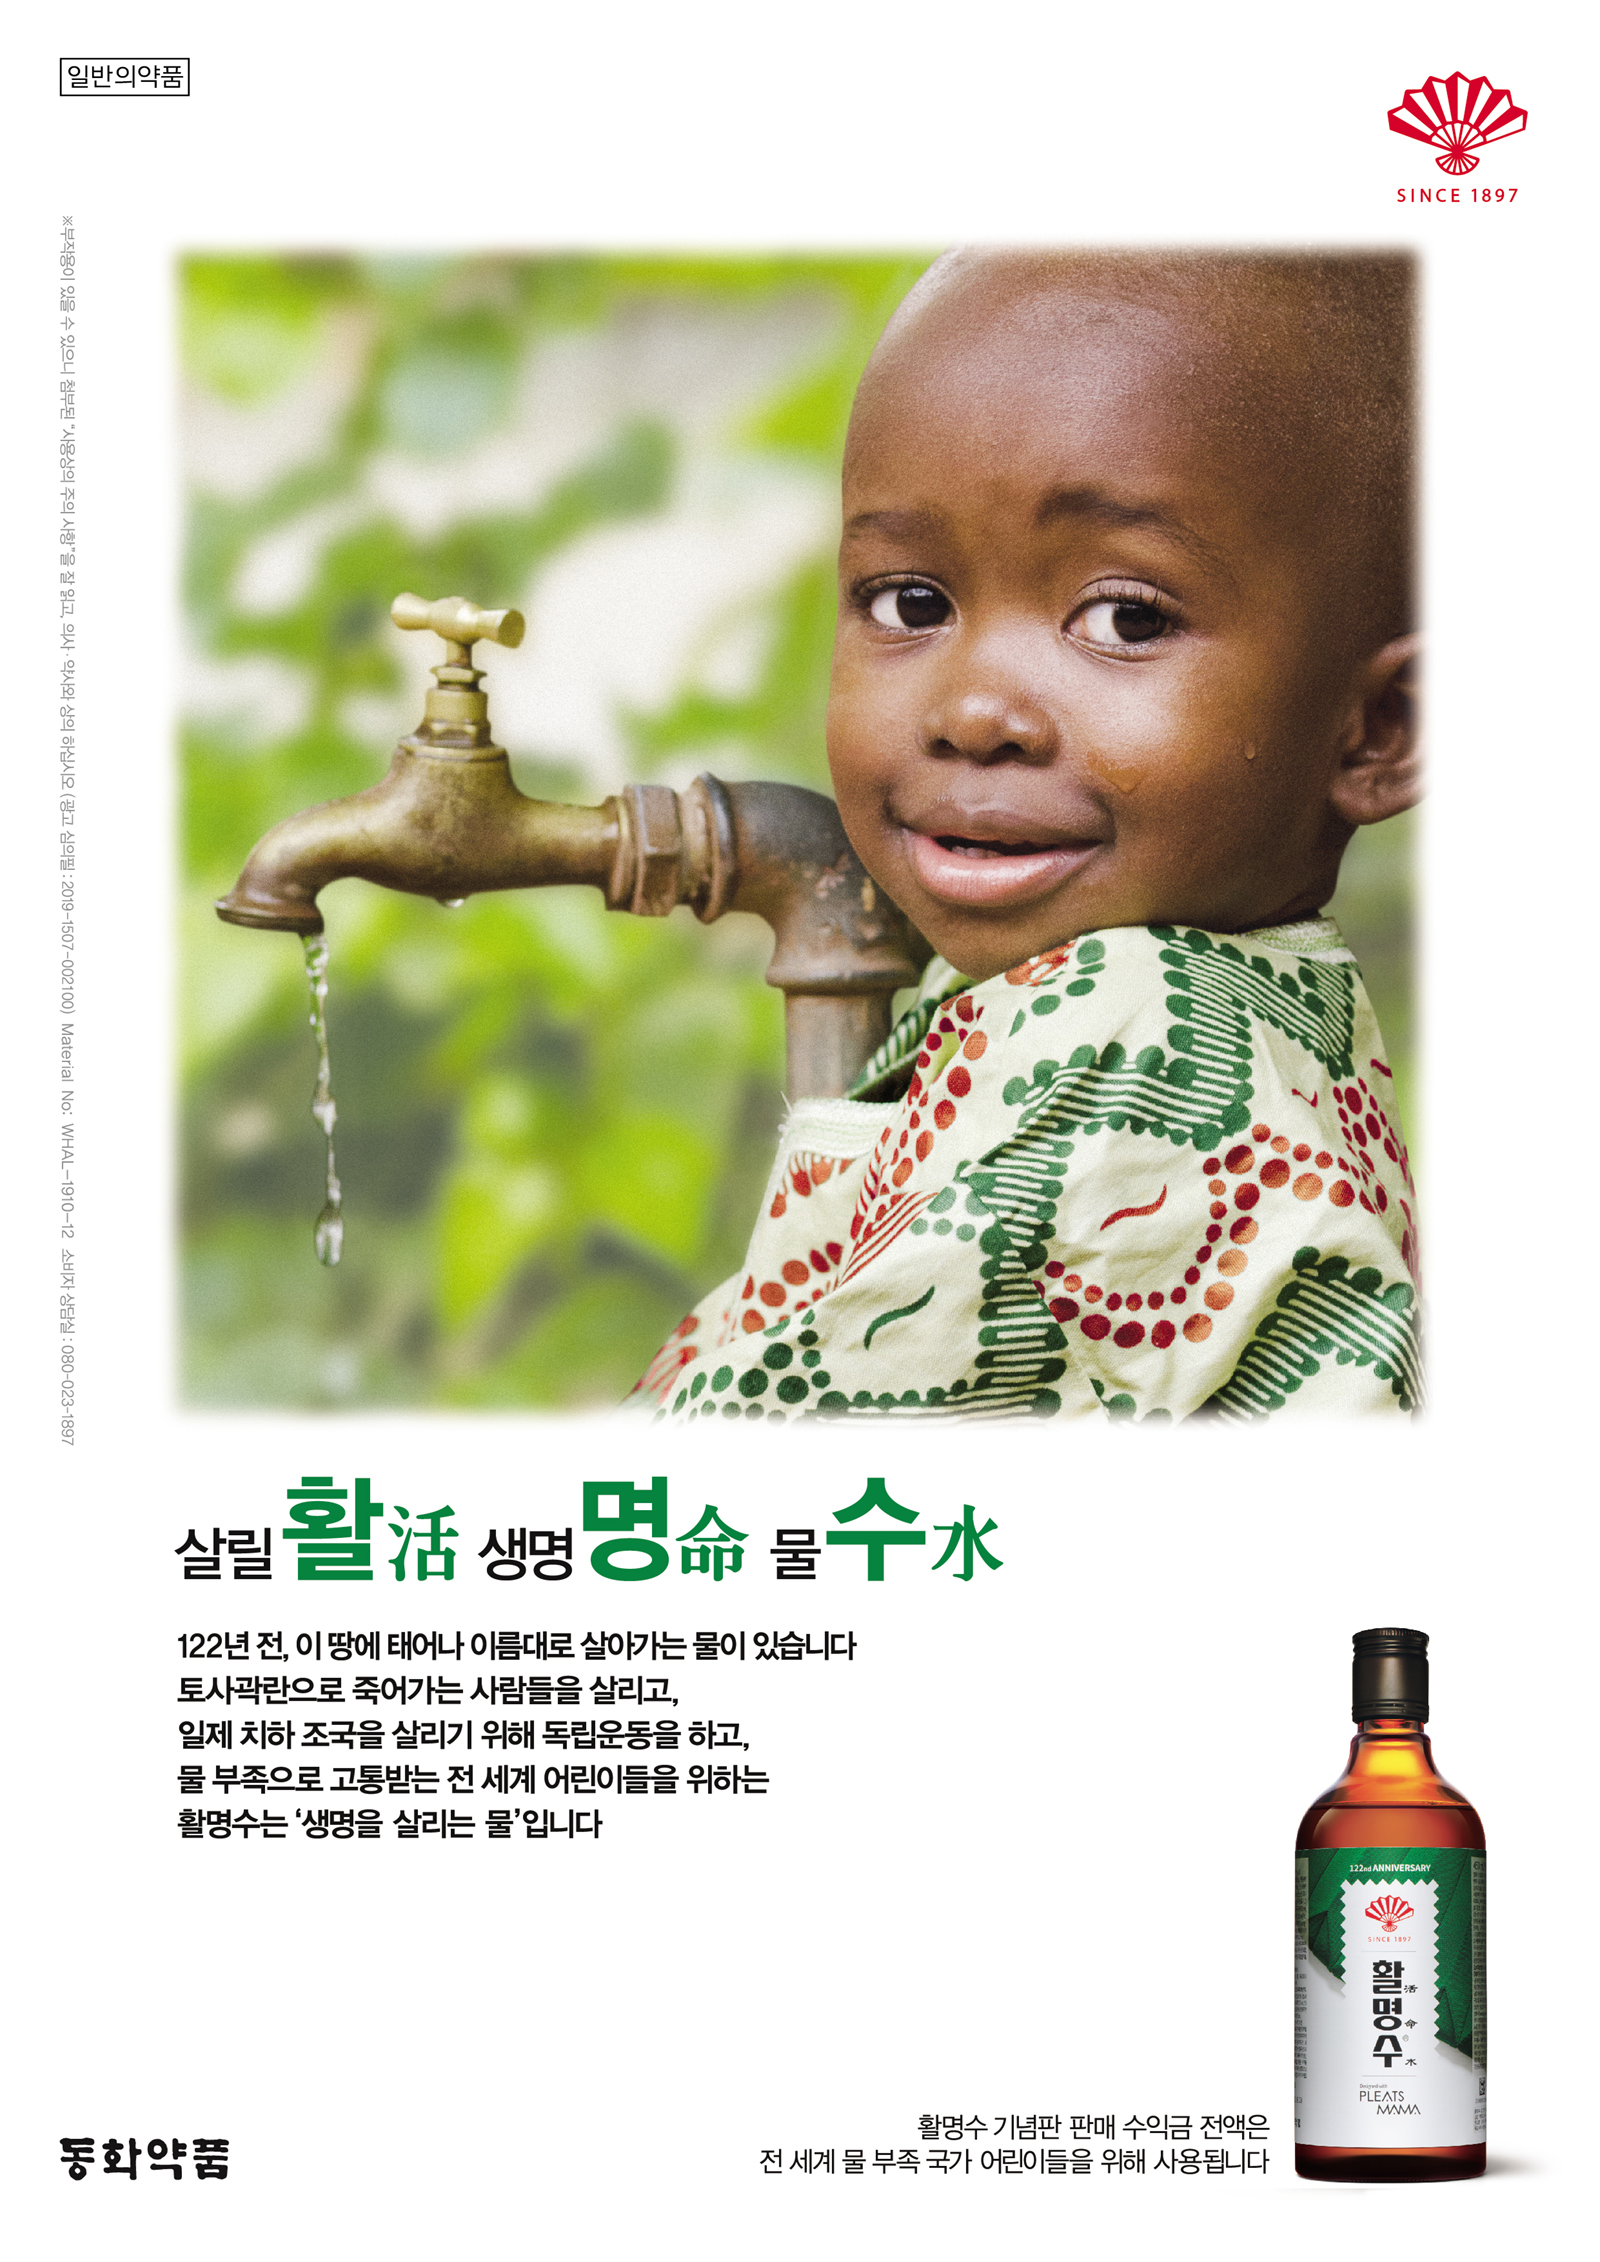 일반의약품
SINCE 1897
※부작용이 있을 수 있으니 첨부된 "사용상의 주의 사항"을 잘 읽고, 의사·약사와 상의 하십시오 (광고 심의필 : 2019-1507-002100) Material No: WHAL-1910-12 소비자 상담실 : 080-023-1897
살릴 활活 생명 명命 물 수水
122년 전, 이 땅에 태어나 이름대로 살아가는 물이 있습니다
토사곽란으로 죽어가는 사람들을 살리고,
일제 치하 조국을 살리기 위해 독립운동을 하고,
물 부족으로 고통받는 전 세계 어린이들을 위하는
활명수는 ‘생명을 살리는 물’입니다
122nd ANNIVERSARY
SINCE 1897
활活
명命
수®水
Designed with
PLEATS
MAMA
활명수 기념판 판매 수익금 전액은
전 세계 물 부족 국가 어린이들을 위해 사용됩니다
동화약품